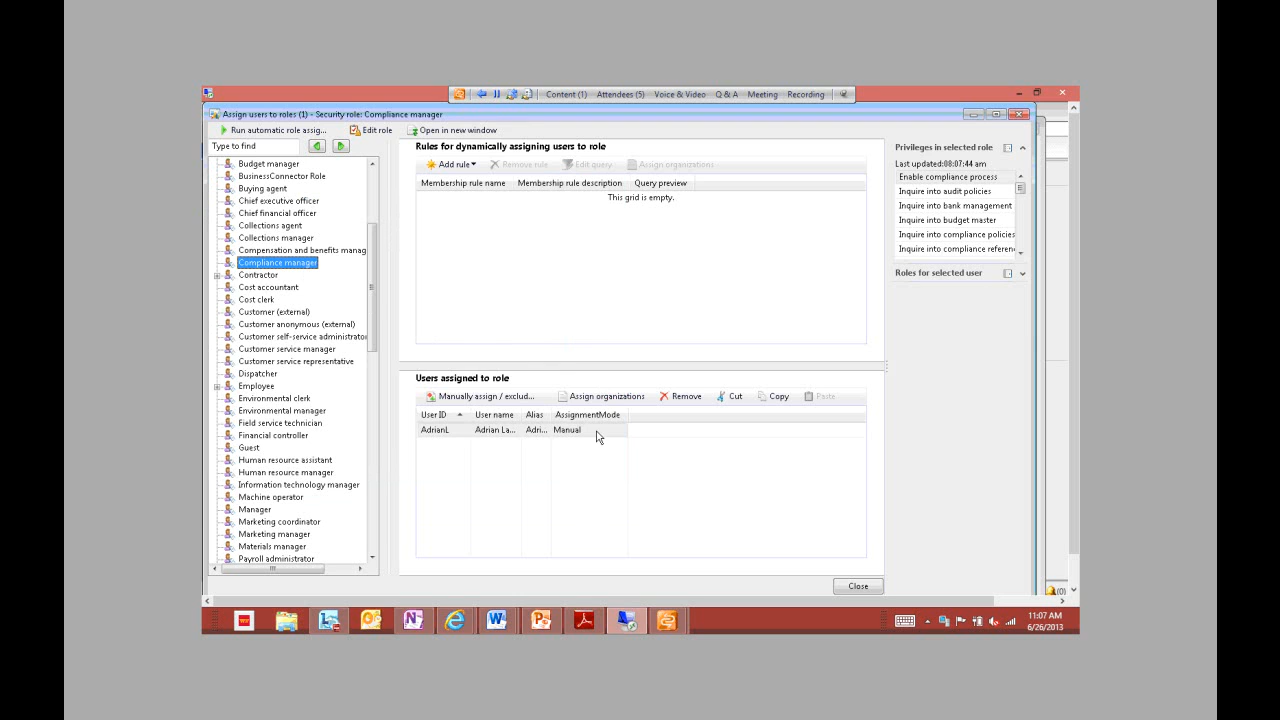 Content (1) Attendees (5) Voice & Video Q & A Meeting Recording
Assign users to roles (1) - Security role: Compliance manager
Run automatic role assig... Edit role Open in new window
Type to find
Budget manager
BusinessConnector Role
Buying agent
Chief executive officer
Chief financial officer
Collections agent
Collections manager
Compensation and benefits manag
Compliance manager
Contractor
Cost accountant
Cost clerk
Customer (external)
Customer anonymous (external)
Customer self-service administrator
Customer service manager
Customer service representative
Dispatcher
Employee
Environmental clerk
Environmental manager
Field service technician
Financial controller
Guest
Human resource assistant
Human resource manager
Information technology manager
Machine operator
Manager
Marketing coordinator
Marketing manager
Materials manager
Payroll administrator
Rules for dynamically assigning users to role
Add rule Remove rule Edit query Assign organizations
Membership rule name Membership rule description Query preview
This grid is empty.
Users assigned to role
Manually assign / exclud... Assign organizations Remove Cut Copy Paste
User ID User name Alias AssignmentMode
AdrianL Adrian La... Adri... Manual
Close
Privileges in selected role
Last updated:08:07:44 am
Enable compliance process
Inquire into audit policies
Inquire into bank management
Inquire into budget master
Inquire into compliance policies
Inquire into compliance referen
Roles for selected user
(0)
11:07 AM
6/26/2013